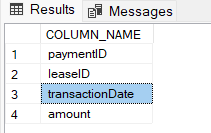 Results Messages
COLUMN_NAME
1 paymentID
2 leaseID
3 transactionDate
4 amount